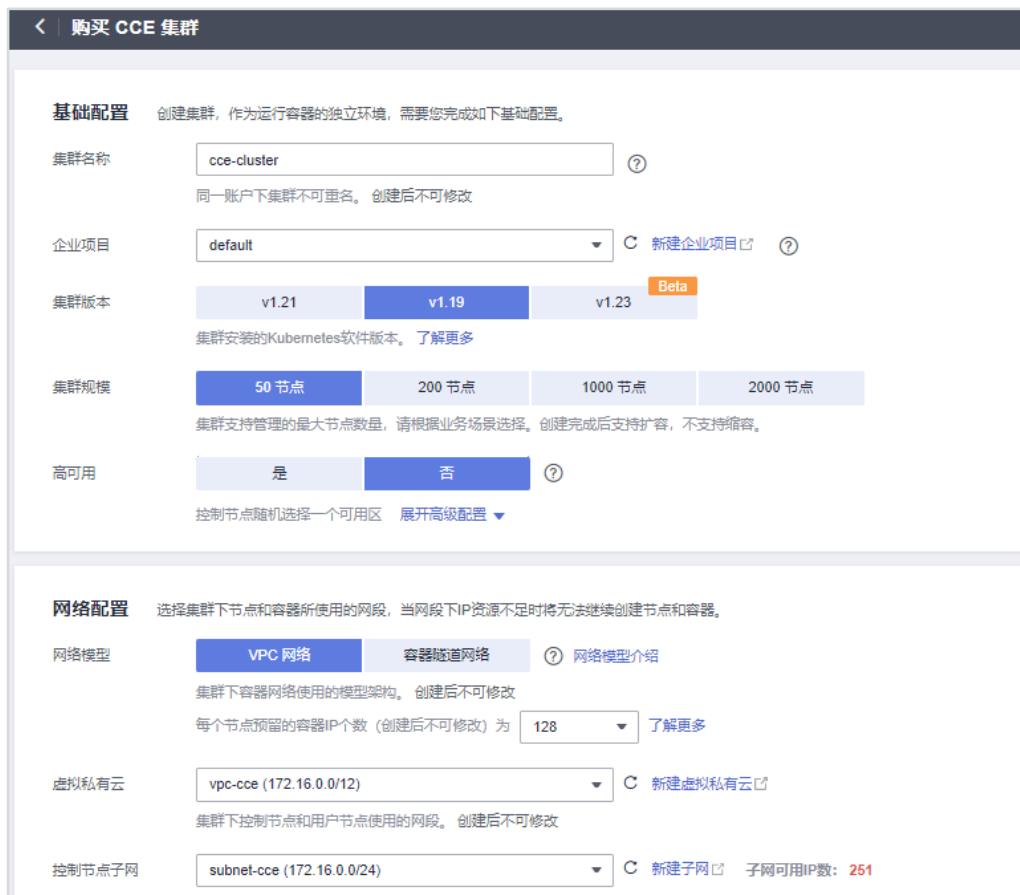 购买 CCE 集群
基础配置 创建集群，作为运行容器的独立环境，需要您完成如下基础配置。
集群名称 cce-cluster
同一账户下集群不可重名。 创建后不可修改
企业项目 default 新建企业项目
Beta
集群版本 v1.21 v1.19 v1.23
集群安装的Kubernetes软件版本。 了解更多
集群规模 50 节点 200 节点 1000 节点 2000 节点
集群支持管理的最大节点数量，请根据业务场景选择。创建完成后支持扩容，不支持缩容。
高可用 是 否
控制节点随机选择一个可用区 展开高级配置
网络配置 选择集群下节点和容器所使用的网段，当网段下IP资源不足时将无法继续创建节点和容器。
网络模型 VPC 网络 容器隧道网络 网络模型介绍
集群下容器网络使用的模型架构。 创建后不可修改
每个节点预留的容器IP个数（创建后不可修改）为 128 了解更多
虚拟私有云 vpc-cce (172.16.0.0/12) 新建虚拟私有云
集群下控制节点和用户节点使用的网段。 创建后不可修改
控制节点子网 subnet-cce (172.16.0.0/24) 新建子网 子网可用IP数： 251